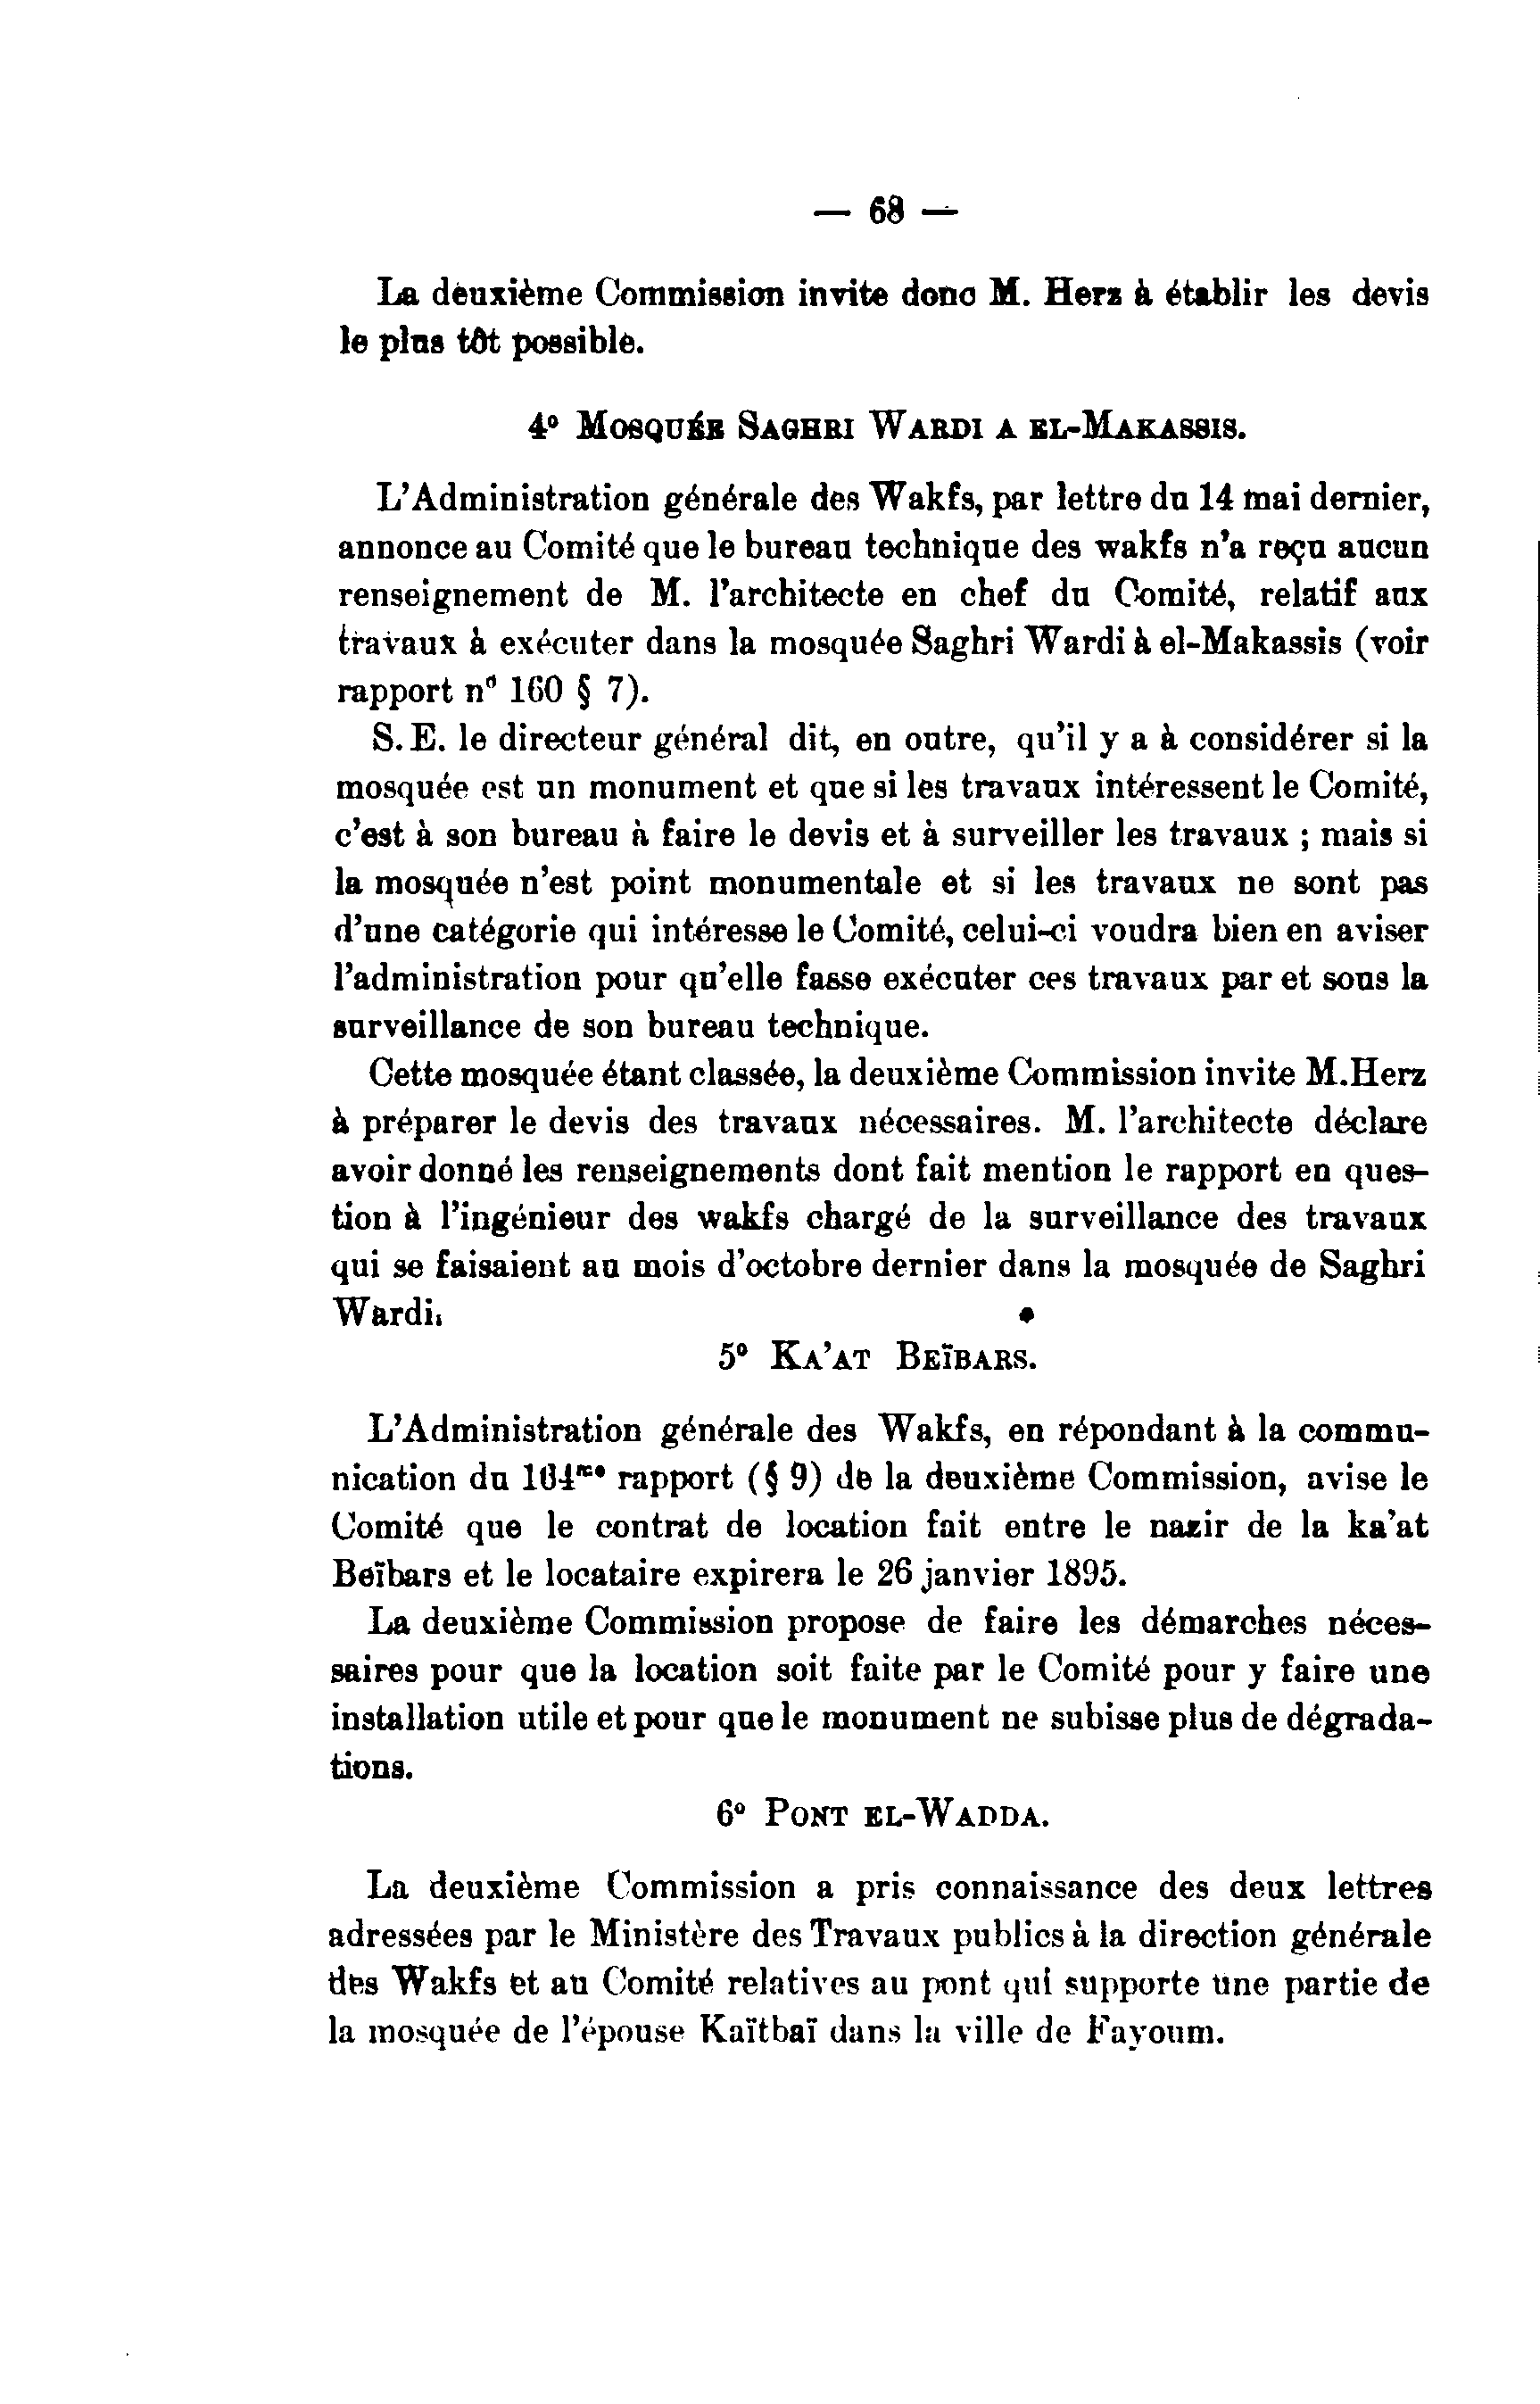 — 68 —
La deuxième Commission invite donc M. Herz à établir les devis
le plus tôt possible.
4° MOSQUÉE SAGHRI WARDI A EL-MAKASSIS.
L'Administration générale des Wakfs, par lettre du 14 mai dernier,
annonce au Comité que le bureau technique des wakfs n'a reçu aucun
renseignement de M. l'architecte en chef du Comité, relatif aux
travaux à exécuter dans la mosquée Saghri Wardi à el-Makassis (voir
rapport n° 160 § 7).
S. E. le directeur général dit, en outre, qu'il y a à considérer si la
mosquée est un monument et que si les travaux intéressent le Comité,
c'est à son bureau à faire le devis et à surveiller les travaux ; mais si
la mosquée n'est point monumentale et si les travaux ne sont pas
d'une catégorie qui intéresse le Comité, celui-ci voudra bien en aviser
l'administration pour qu'elle fasse exécuter ces travaux par et sous la
surveillance de son bureau technique.
Cette mosquée étant classée, la deuxième Commission invite M. Herz
à préparer le devis des travaux nécessaires. M. l'architecte déclare
avoir donné les renseignements dont fait mention le rapport en ques-
tion à l'ingénieur des wakfs chargé de la surveillance des travaux
qui se faisaient au mois d'octobre dernier dans la mosquée de Saghri
Wardi.
5° KA'AT BEÏBARS.
L'Administration générale des Wakfs, en répondant à la commu-
nication du 164me rapport (§ 9) de la deuxième Commission, avise le
Comité que le contrat de location fait entre le nazir de la ka'at
Beïbars et le locataire expirera le 26 janvier 1895.
La deuxième Commission propose de faire les démarches néces-
saires pour que la location soit faite par le Comité pour y faire une
installation utile et pour que le monument ne subisse plus de dégrada-
tions.
6° PONT EL-WADDA.
La deuxième Commission a pris connaissance des deux lettres
adressées par le Ministère des Travaux publics à la direction générale
des Wakfs et au Comité relatives au pont qui supporte une partie de
la mosquée de l'épouse Kaïtbaï dans la ville de Fayoum.